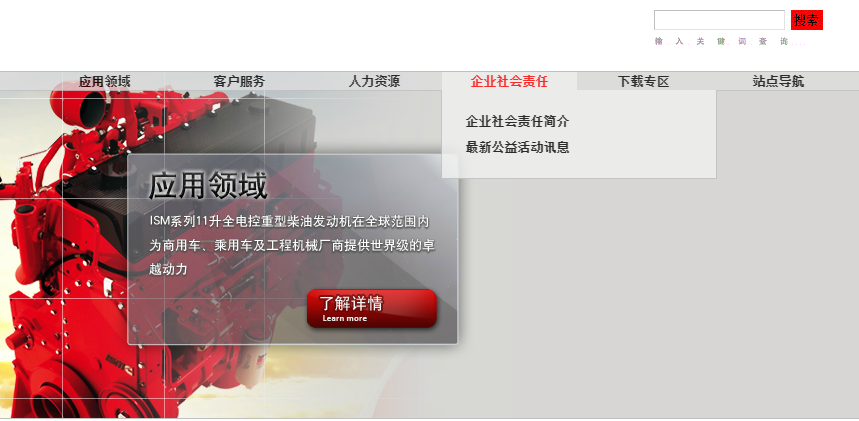 搜索
输 入 关 键 词 查 询 ....
应用领域 客户服务 人力资源 企业社会责任 下载专区 站点导航
企业社会责任简介
最新公益活动讯息
应用领域
ISM系列11升全电控重型柴油发动机在全球范围内
为商用车、乘用车及工程机械厂商提供世界级的卓
越动力
了解详情
Learn more